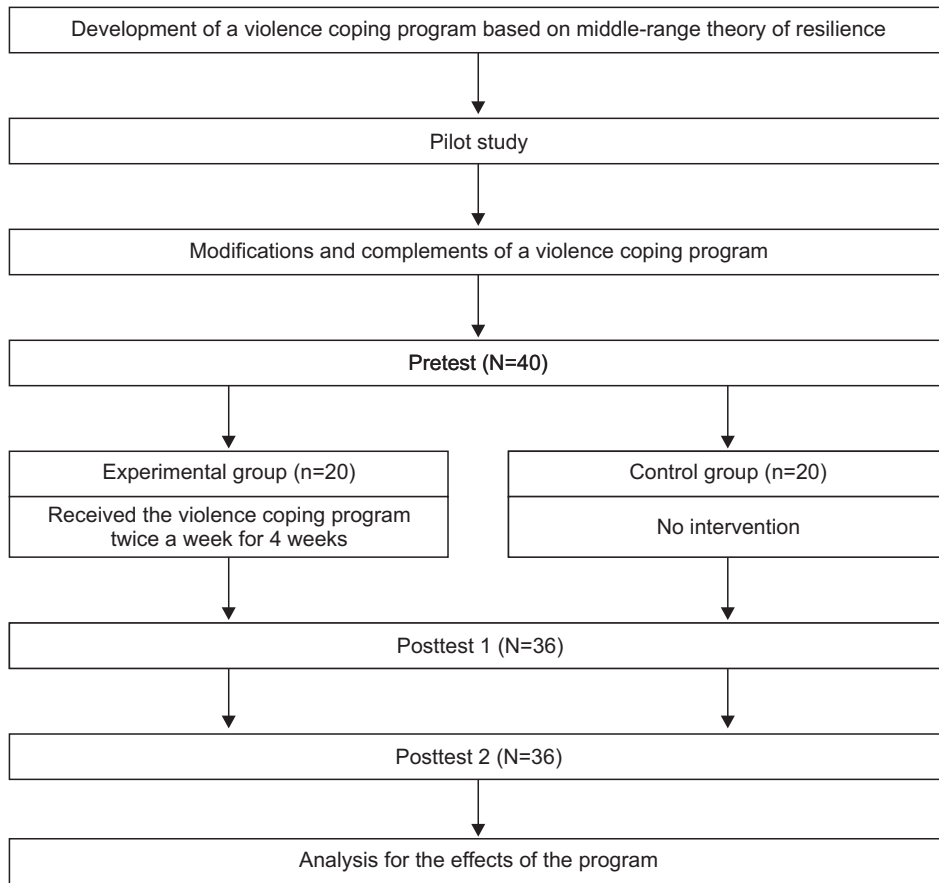 Development of a violence coping program based on middle-range theory of resilience
Pilot study
Modifications and complements of a violence coping program
Pretest (N=40)
Experimental group (n=20)
Received the violence coping program
twice a week for 4 weeks
Control group (n=20)
No intervention
Posttest 1 (N=36)
Posttest 2 (N=36)
Analysis for the effects of the program